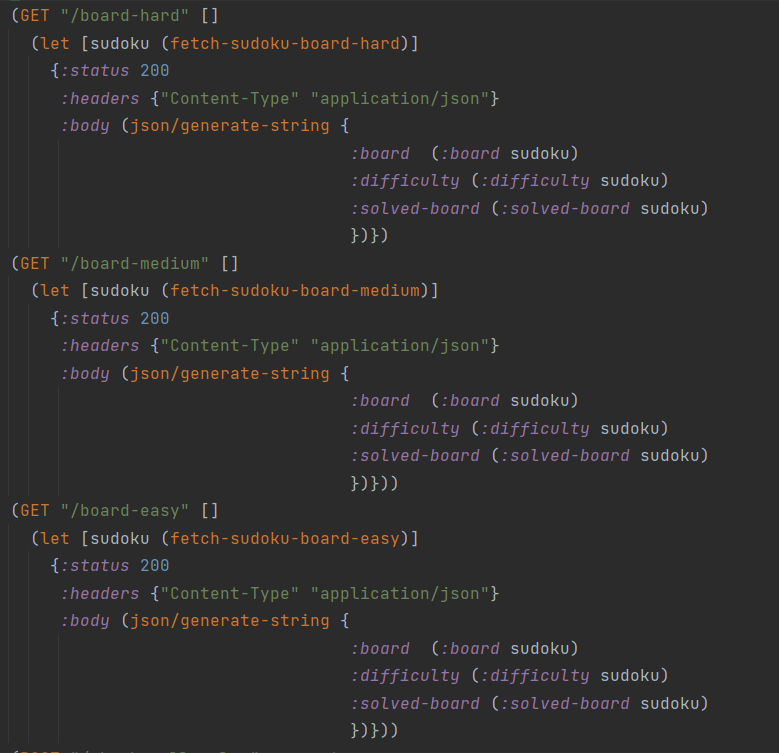 (GET "/board-hard" []
  (let [sudoku (fetch-sudoku-board-hard)]
    {:status 200
     :headers {"Content-Type" "application/json"}
     :body (json/generate-string {
                                  :board  (:board sudoku)
                                  :difficulty (:difficulty sudoku)
                                  :solved-board (:solved-board sudoku)
                                  })})
(GET "/board-medium" []
  (let [sudoku (fetch-sudoku-board-medium)]
    {:status 200
     :headers {"Content-Type" "application/json"}
     :body (json/generate-string {
                                  :board  (:board sudoku)
                                  :difficulty (:difficulty sudoku)
                                  :solved-board (:solved-board sudoku)
                                  })}))
(GET "/board-easy" []
  (let [sudoku (fetch-sudoku-board-easy)]
    {:status 200
     :headers {"Content-Type" "application/json"}
     :body (json/generate-string {
                                  :board  (:board sudoku)
                                  :difficulty (:difficulty sudoku)
                                  :solved-board (:solved-board sudoku)
                                  })}))